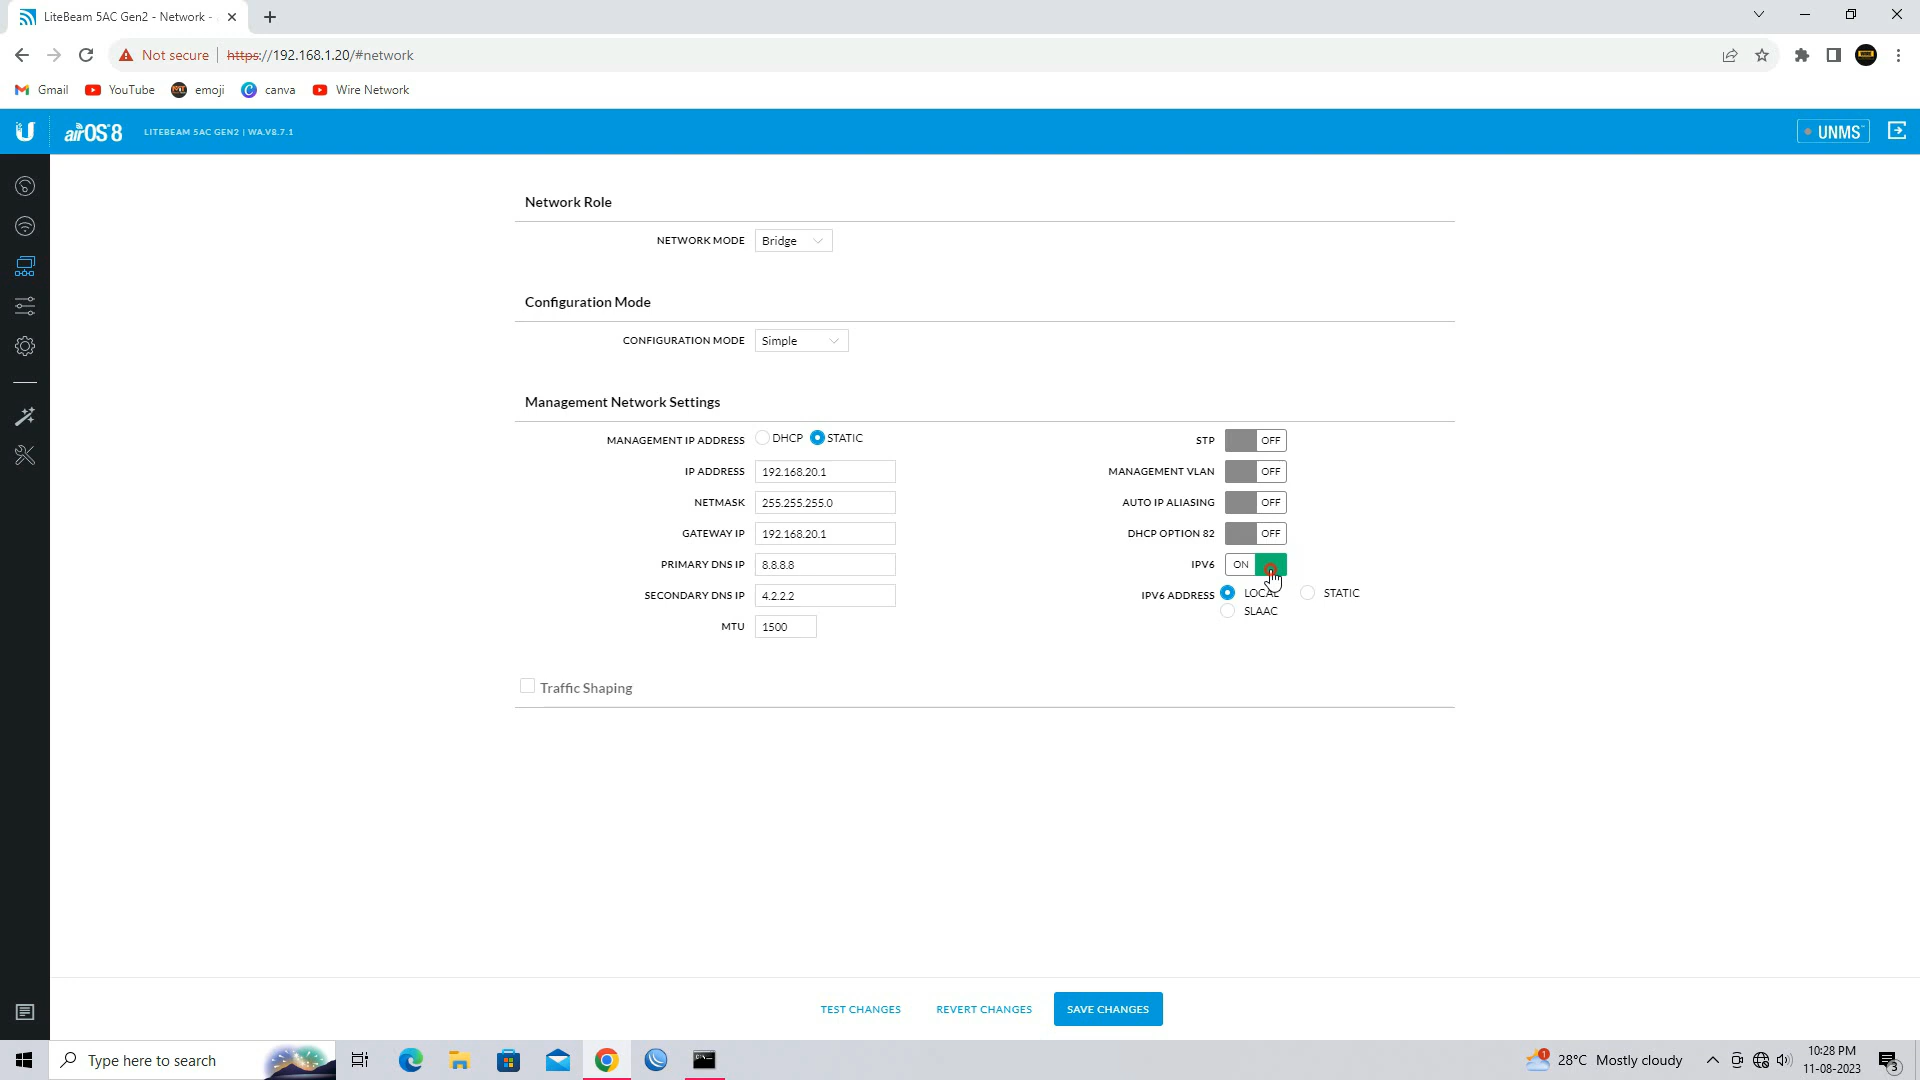 LiteBeam 5AC Gen2 - Network -
Not secure
https://192.168.1.20/#network
Gmail YouTube emoji canva Wire Network
airOS 8 LITEBEAM 5AC GEN2 | WA.V8.7.1 UNMS
Network Role
NETWORK MODE Bridge
Configuration Mode
CONFIGURATION MODE Simple
Management Network Settings
MANAGEMENT IP ADDRESS DHCP STATIC STP OFF
IP ADDRESS 192.168.20.1 MANAGEMENT VLAN OFF
NETMASK 255.255.255.0 AUTO IP ALIASING OFF
GATEWAY IP 192.168.20.1 DHCP OPTION 82 OFF
PRIMARY DNS IP 8.8.8.8 IPV6 ON
SECONDARY DNS IP 4.2.2.2 IPV6 ADDRESS LOCAL STATIC
SLAAC
MTU 1500
Traffic Shaping
TEST CHANGES REVERT CHANGES SAVE CHANGES
Type here to search
1 28°C Mostly cloudy
10:28 PM
11-08-2023
3